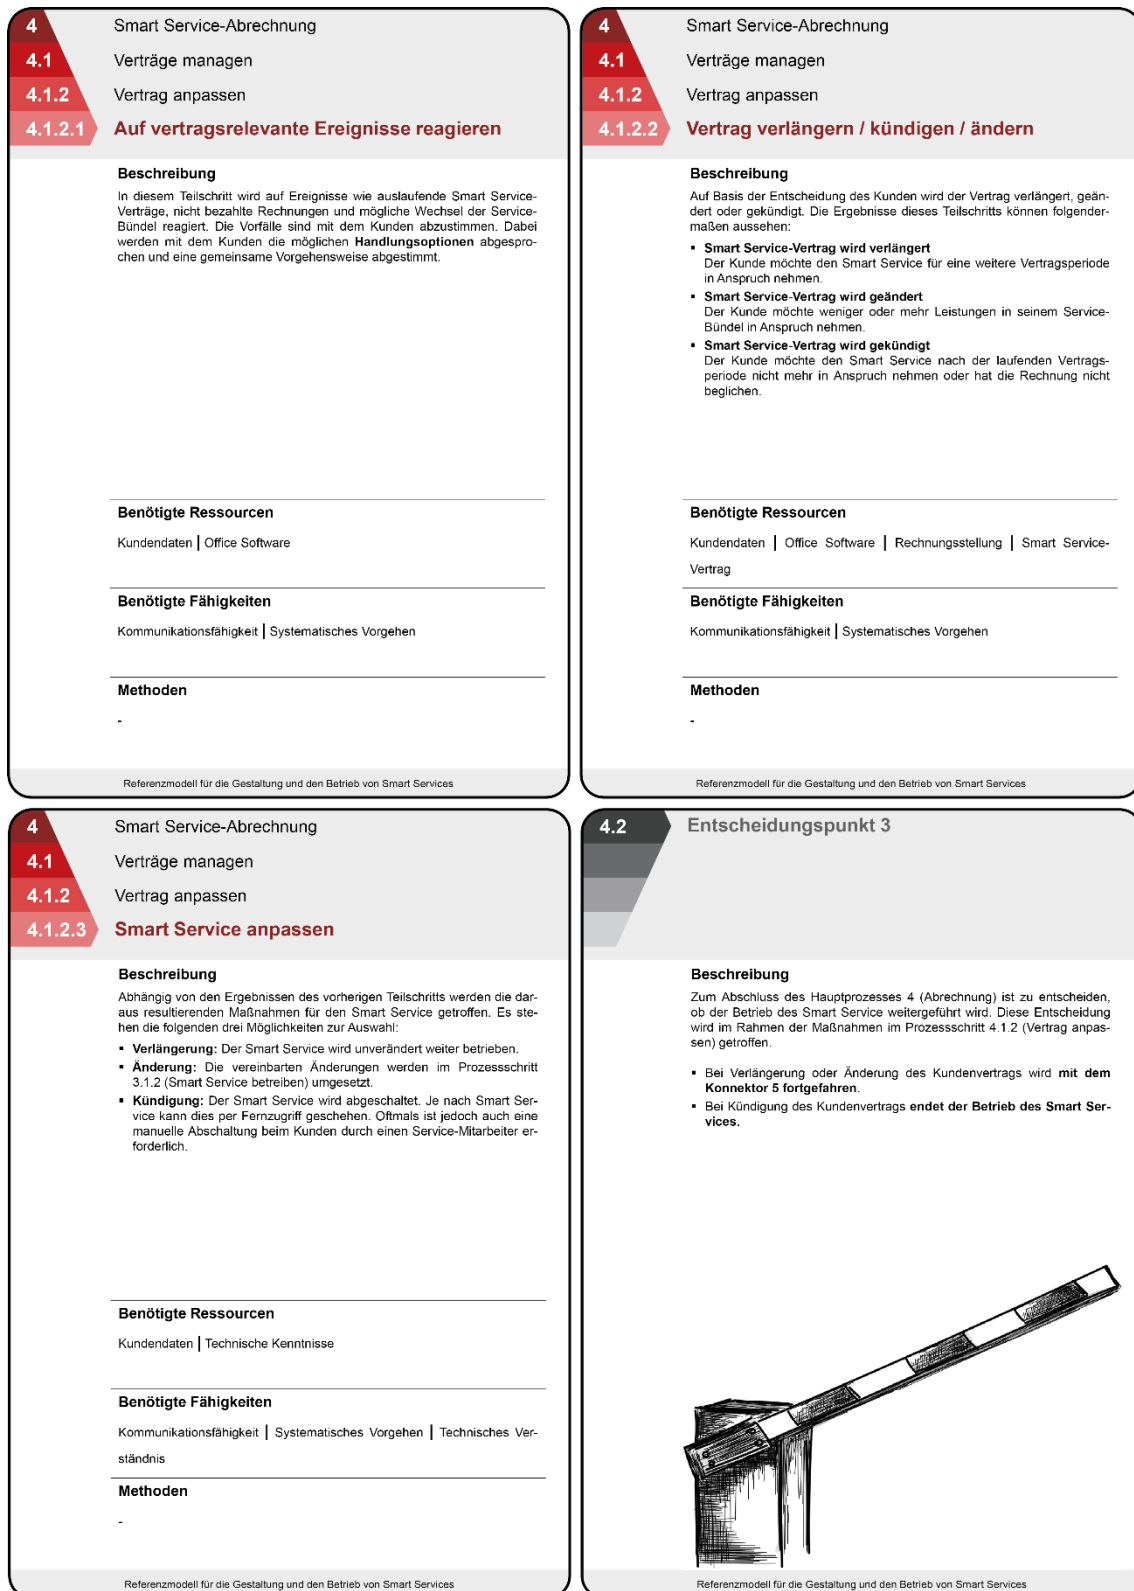 4 Smart Service-Abrechnung
4.1 Verträge managen
4.1.2 Vertrag anpassen
4.1.2.1 Auf vertragsrelevante Ereignisse reagieren
Beschreibung
In diesem Teilschritt wird auf Ereignisse wie auslaufende Smart Service-
Verträge, nicht bezahlte Rechnungen und mögliche Wechsel der Service-
Bündel reagiert. Die Vorfälle sind mit dem Kunden abzustimmen. Dabei
werden mit dem Kunden die möglichen Handlungsoptionen abgespro-
chen und eine gemeinsame Vorgehensweise abgestimmt.
Benötigte Ressourcen
Kundendaten | Office Software
Benötigte Fähigkeiten
Kommunikationsfähigkeit | Systematisches Vorgehen
Methoden
-
Referenzmodell für die Gestaltung und den Betrieb von Smart Services
4 Smart Service-Abrechnung
4.1 Verträge managen
4.1.2 Vertrag anpassen
4.1.2.2 Vertrag verlängern / kündigen / ändern
Beschreibung
Auf Basis der Entscheidung des Kunden wird der Vertrag verlängert, geän-
dert oder gekündigt. Die Ergebnisse dieses Teilschritts können folgender-
maßen aussehen:
▪ Smart Service-Vertrag wird verlängert
Der Kunde möchte den Smart Service für eine weitere Vertragsperiode
in Anspruch nehmen.
▪ Smart Service-Vertrag wird geändert
Der Kunde möchte weniger oder mehr Leistungen in seinem Service-
Bündel in Anspruch nehmen.
▪ Smart Service-Vertrag wird gekündigt
Der Kunde möchte den Smart Service nach der laufenden Vertrags-
periode nicht mehr in Anspruch nehmen oder hat die Rechnung nicht
beglichen.
Benötigte Ressourcen
Kundendaten | Office Software | Rechnungsstellung | Smart Service-
Vertrag
Benötigte Fähigkeiten
Kommunikationsfähigkeit | Systematisches Vorgehen
Methoden
-
Referenzmodell für die Gestaltung und den Betrieb von Smart Services
4 Smart Service-Abrechnung
4.1 Verträge managen
4.1.2 Vertrag anpassen
4.1.2.3 Smart Service anpassen
Beschreibung
Abhängig von den Ergebnissen des vorherigen Teilschritts werden die dar-
aus resultierenden Maßnahmen für den Smart Service getroffen. Es ste-
hen die folgenden drei Möglichkeiten zur Auswahl:
▪ Verlängerung: Der Smart Service wird unverändert weiter betrieben.
▪ Änderung: Die vereinbarten Änderungen werden im Prozessschritt
3.1.2 (Smart Service betreiben) umgesetzt.
▪ Kündigung: Der Smart Service wird abgeschaltet. Je nach Smart Ser-
vice kann dies per Fernzugriff geschehen. Oftmals ist jedoch auch eine
manuelle Abschaltung beim Kunden durch einen Service-Mitarbeiter er-
forderlich.
Benötigte Ressourcen
Kundendaten | Technische Kenntnisse
Benötigte Fähigkeiten
Kommunikationsfähigkeit | Systematisches Vorgehen | Technisches Ver-
ständnis
Methoden
-
Referenzmodell für die Gestaltung und den Betrieb von Smart Services
4.2 Entscheidungspunkt 3
Beschreibung
Zum Abschluss des Hauptprozesses 4 (Abrechnung) ist zu entscheiden,
ob der Betrieb des Smart Service weitergeführt wird. Diese Entscheidung
wird im Rahmen der Maßnahmen im Prozessschritt 4.1.2 (Vertrag anpas-
sen) getroffen.
▪ Bei Verlängerung oder Änderung des Kundenvertrags wird mit dem
Konnektor 5 fortgefahren.
▪ Bei Kündigung des Kundenvertrags endet der Betrieb des Smart Ser-
vices.
Referenzmodell für die Gestaltung und den Betrieb von Smart Services